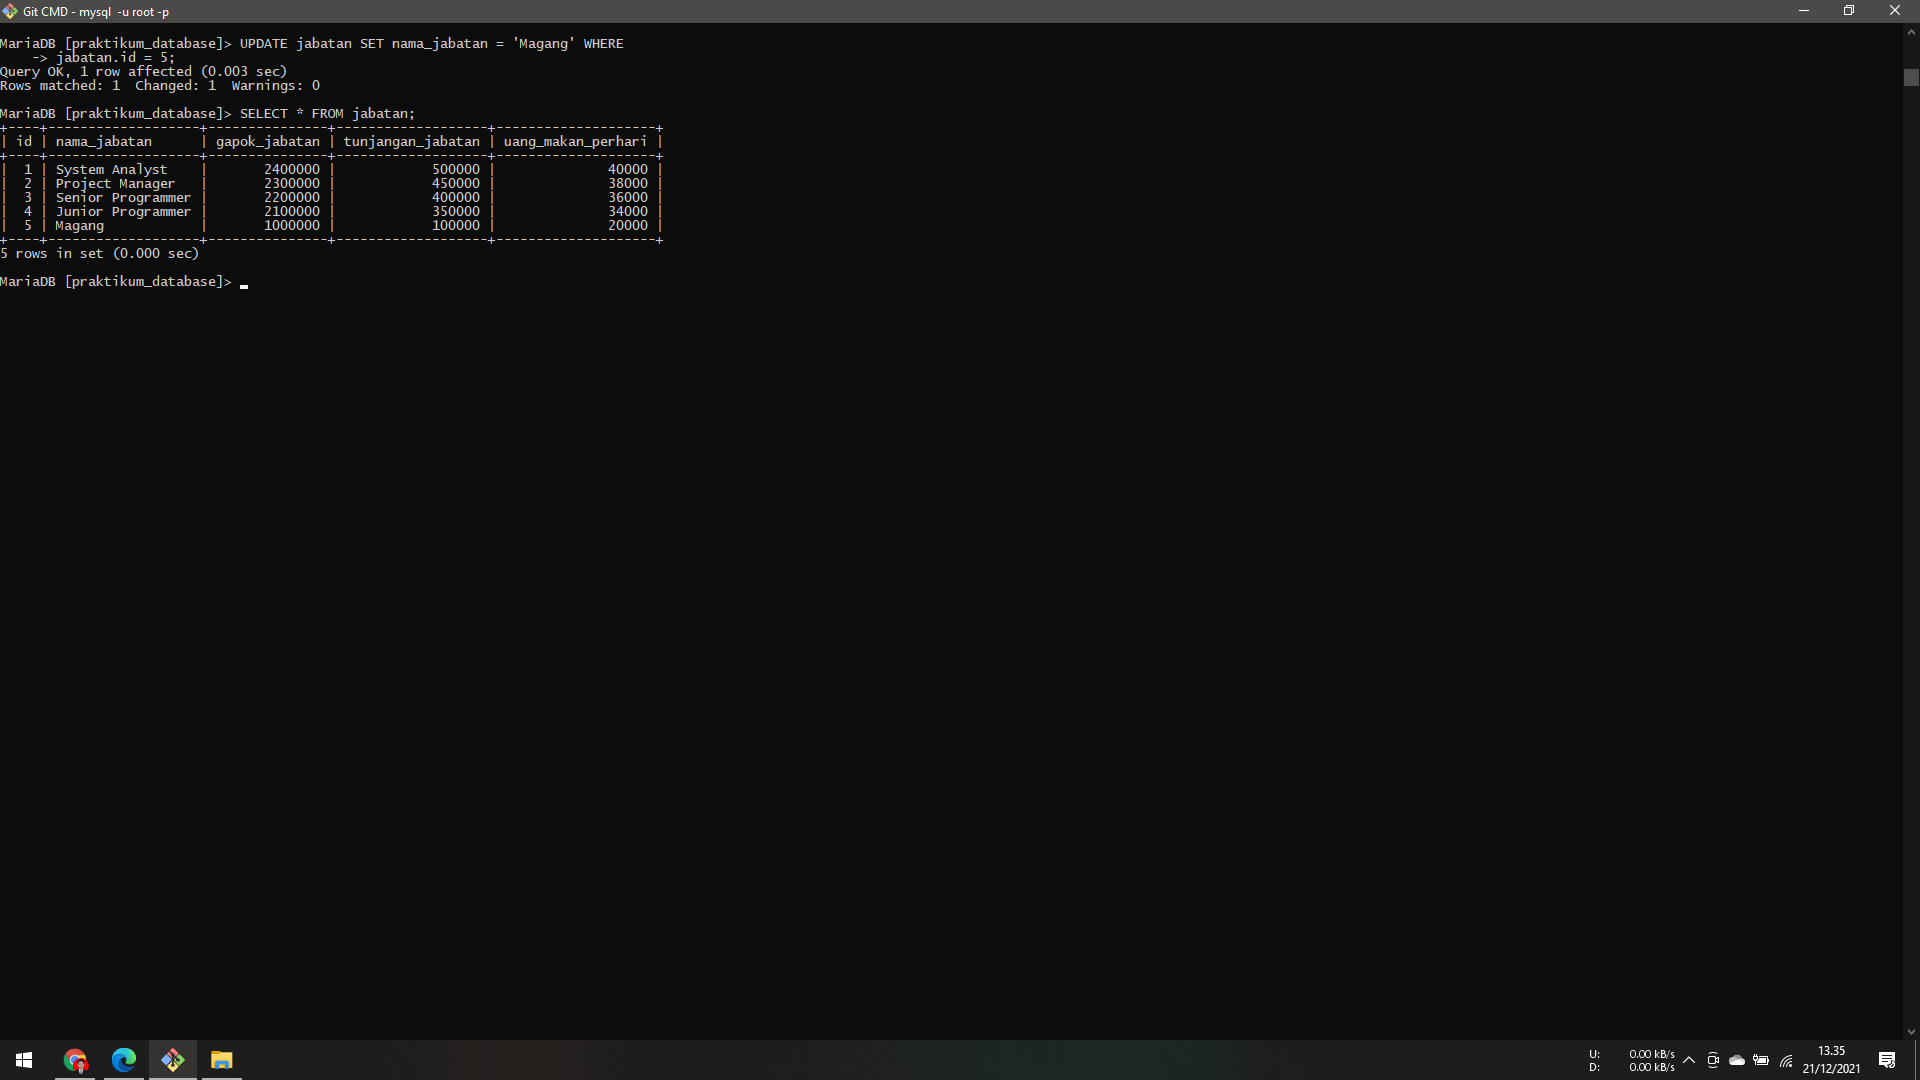 Git CMD - mysql  -u root -p
MariaDB [praktikum_database]> UPDATE jabatan SET nama_jabatan = 'Magang' WHERE
    -> jabatan.id = 5;
Query OK, 1 row affected (0.003 sec)
Rows matched: 1  Changed: 1  Warnings: 0
MariaDB [praktikum_database]> SELECT * FROM jabatan;
+----+-------------------+---------------+-------------------+--------------------+
| id | nama_jabatan      | gapok_jabatan | tunjangan_jabatan | uang_makan_perhari |
+----+-------------------+---------------+-------------------+--------------------+
|  1 | System Analyst    |       2400000 |            500000 |              40000 |
|  2 | Project Manager   |       2300000 |            450000 |              38000 |
|  3 | Senior Programmer |       2200000 |            400000 |              36000 |
|  4 | Junior Programmer |       2100000 |            350000 |              34000 |
|  5 | Magang            |       1000000 |            100000 |              20000 |
+----+-------------------+---------------+-------------------+--------------------+
5 rows in set (0.000 sec)
MariaDB [praktikum_database]> _
U: 0.00 kB/s
D: 0.00 kB/s
13.35
21/12/2021